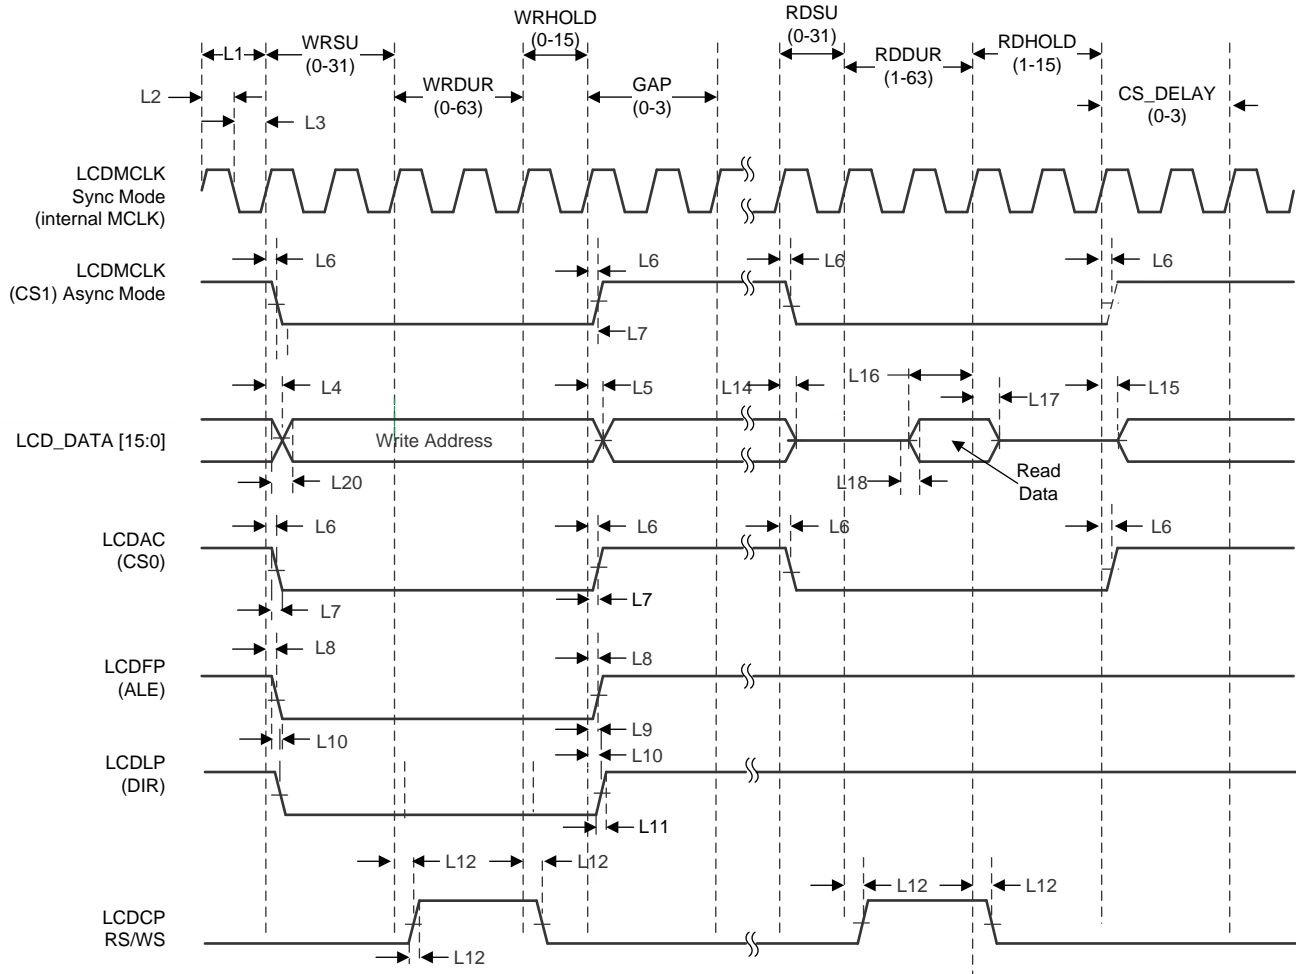 WRHOLD
(0-15)
RDSU
(0-31)
L1
WRSU
(0-31)
RDHOLD
(1-15)
RDDUR
(1-63)
WRDUR
(0-63)
GAP
(0-3)
CS_DELAY
(0-3)
L2
L3
LCDMCLK
Sync Mode
(internal MCLK)
LCDMCLK
(CS1) Async Mode
L6
L6
L6
L6
L7
L4
L5
L14
L16
L17
L15
LCD_DATA [15:0]
Write Address
L20
L18
Read
Data
LCDAC
(CS0)
L6
L6
L6
L6
L7
L7
LCDFP
(ALE)
L8
L8
L10
L9
L10
LCDLP
(DIR)
L11
L12
L12
L12
L12
LCDCP
RS/WS
L12